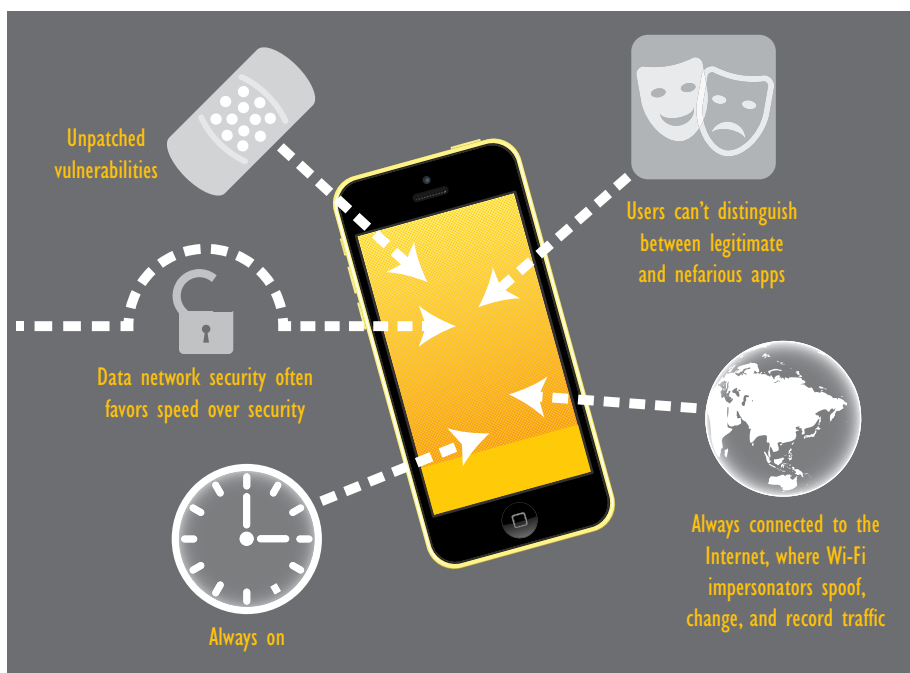 Unpatched
vulnerabilities
Users can't distinguish
between legitimate
and nefarious apps
Data network security often
favors speed over security
Always connected to the
Internet, where Wi-Fi
impersonators spoof,
change, and record traffic
Always on